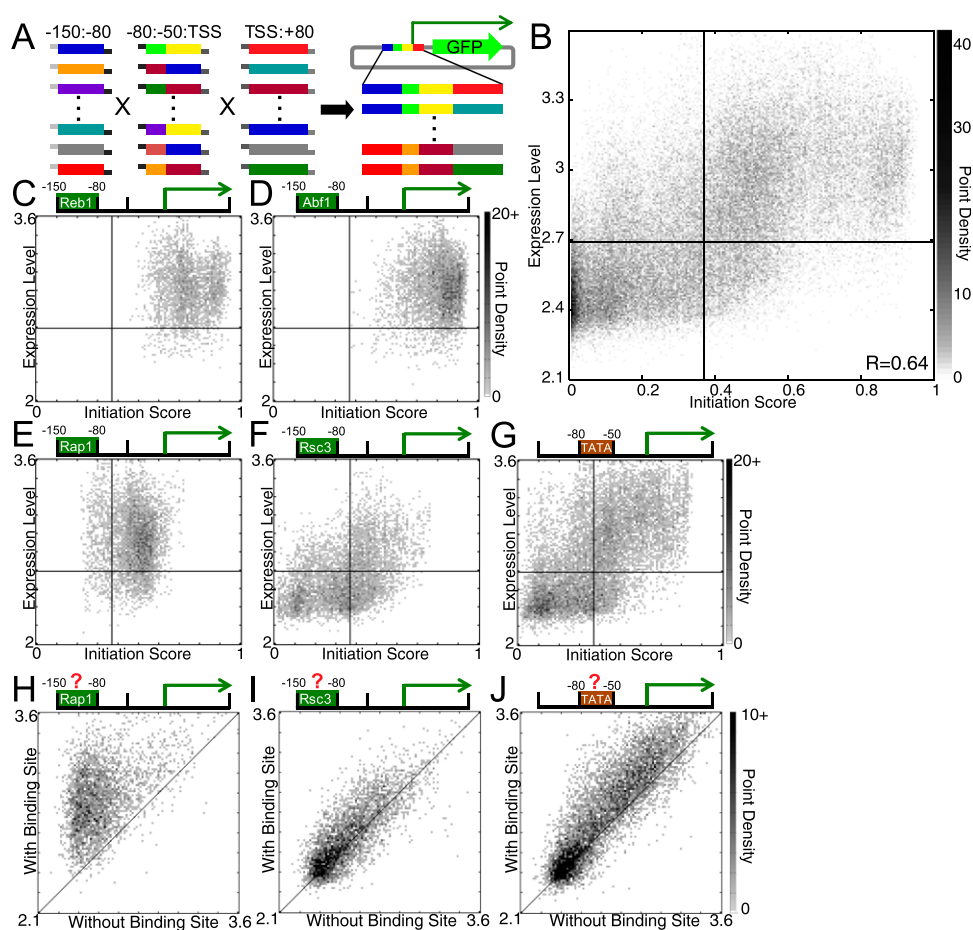 A
-150:-80
-80:-50:TSS
TSS:+80
X
X
GFP
B
Expression Level
3.3
3
2.7
2.4
2.1
0
0.2
0.4
0.6
0.8
1
Initiation Score
R=0.64
40
30
20
10
0
Point Density
C
-150
-80
Reb1
3.6
2
Expression Level
0
Initiation Score
1
D
-150
-80
Abf1
Expression Level
0
Initiation Score
1
20+
0
Point Density
E
-150
-80
Rap1
3.6
2
Expression Level
0
Initiation Score
1
F
-150
-80
Rsc3
Expression Level
0
Initiation Score
1
G
-80
-50
TATA
3.6
2
Expression Level
0
Initiation Score
1
20+
0
Point Density
H
?
-150
-80
Rap1
3.6
With Binding Site
2.1
Without Binding Site
3.6
I
?
-150
-80
Rsc3
3.6
With Binding Site
2.1
Without Binding Site
3.6
J
?
-80
-50
TATA
3.6
With Binding Site
2.1
Without Binding Site
3.6
10+
0
Point Density